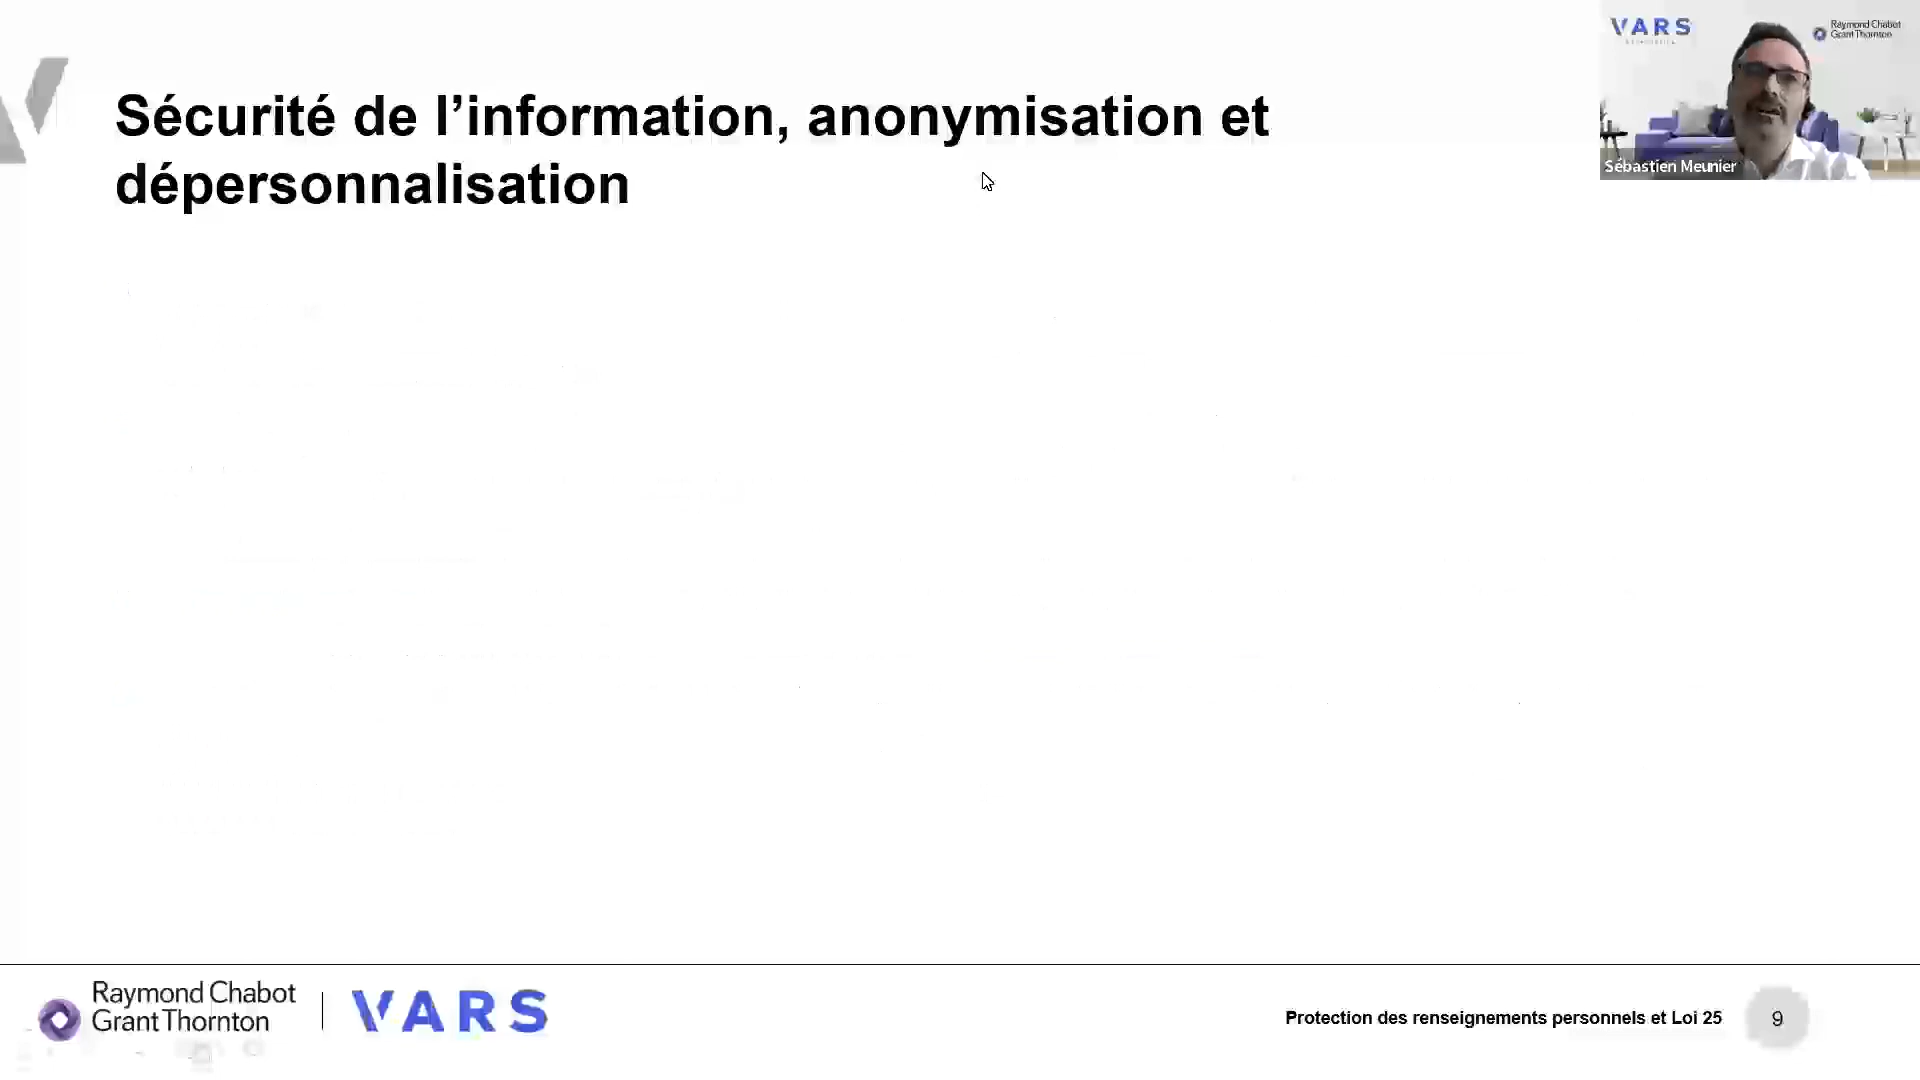 Sécurité de l’information, anonymisation et
dépersonnalisation
VARS
Raymond Chabot
Grant Thornton
Sébastien Meunier
Raymond Chabot
Grant Thornton
VARS
Protection des renseignements personnels et Loi 25
9